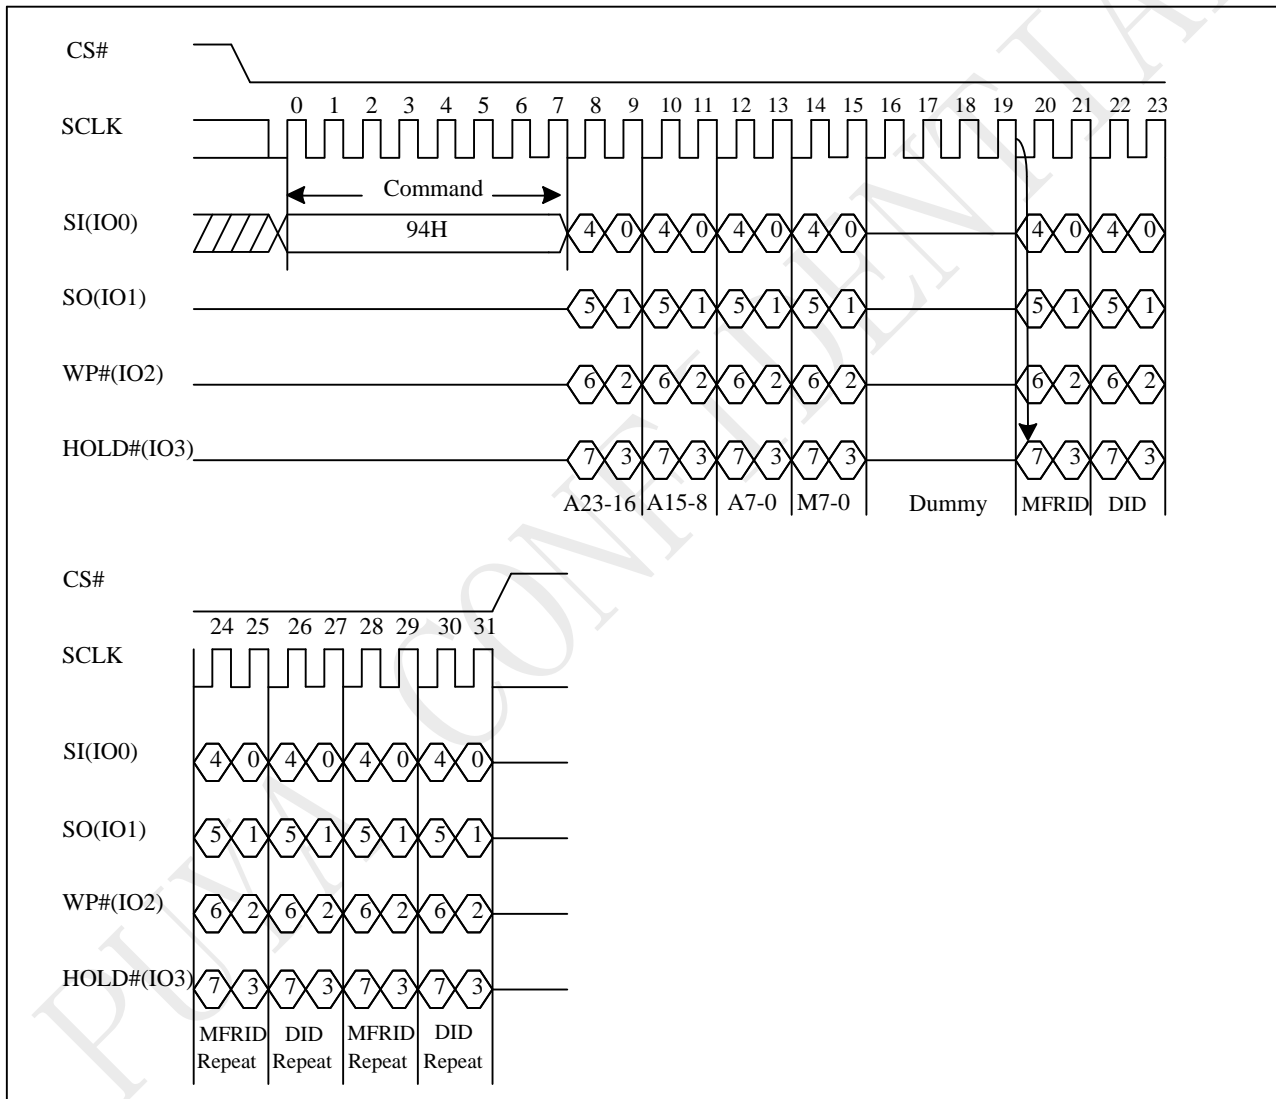 CS#
0 1 2 3 4 5 6 7 8 9 10 11 12 13 14 15 16 17 18 19 20 21 22 23
SCLK
Command
SI(IO0) 94H 4 0 4 0 4 0 4 0 4 0 4 0
SO(IO1) 5 1 5 1 5 1 5 1 5 1 5 1
WP#(IO2) 6 2 6 2 6 2 6 2 6 2 6 2
HOLD#(IO3) 7 3 7 3 7 3 7 3 7 3 7 3
A23-16 A15-8 A7-0 M7-0 Dummy MFRID DID
CS#
24 25 26 27 28 29 30 31
SCLK
SI(IO0) 4 0 4 0 4 0 4 0
SO(IO1) 5 1 5 1 5 1 5 1
WP#(IO2) 6 2 6 2 6 2 6 2
HOLD#(IO3) 7 3 7 3 7 3 7 3
MFRID DID MFRID DID
Repeat Repeat Repeat Repeat
PUYA CONFIDENTIAL